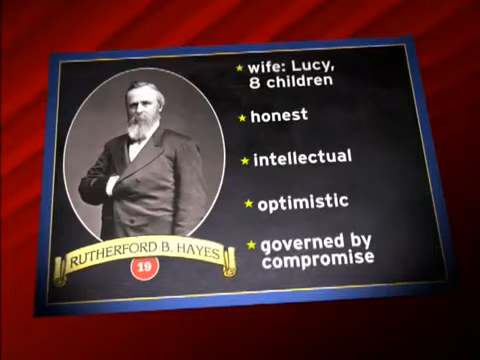 wife: Lucy,
8 children
honest
intellectual
optimistic
governed by
compromise
RUTHERFORD B. HAYES
19